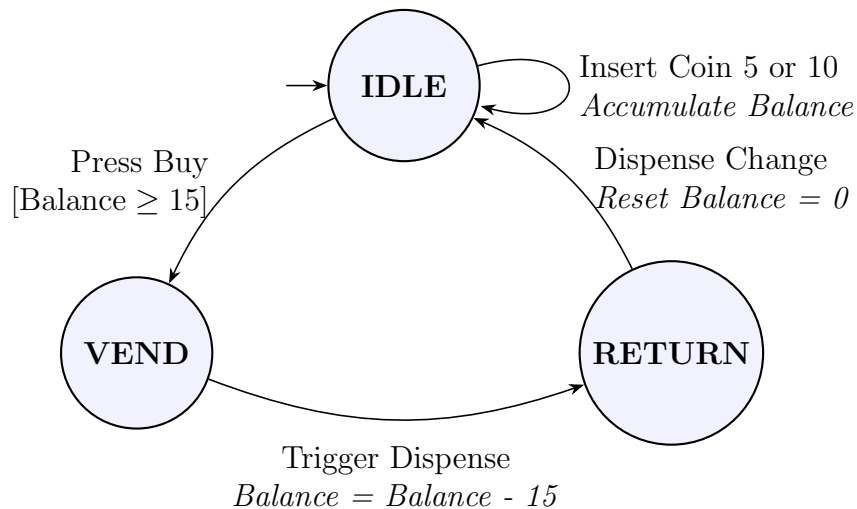 IDLE
Insert Coin 5 or 10
Accumulate Balance
Press Buy
[Balance ≥ 15]
Dispense Change
Reset Balance = 0
VEND
RETURN
Trigger Dispense
Balance = Balance - 15